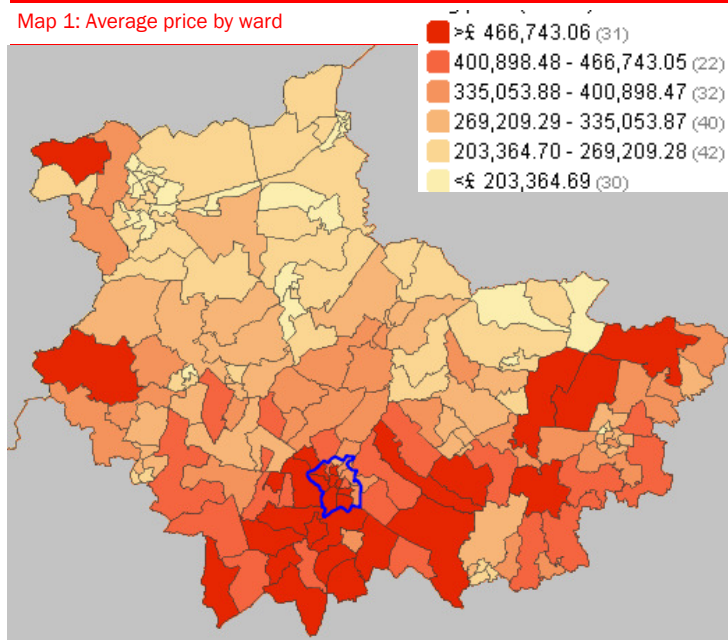 Map 1: Average price by ward
>£ 466,743.06 (31)
400,898.48 - 466,743.05 (22)
335,053.88 - 400,898.47 (32)
269,209.29 - 335,053.87 (40)
203,364.70 - 269,209.28 (42)
<£ 203,364.69 (30)